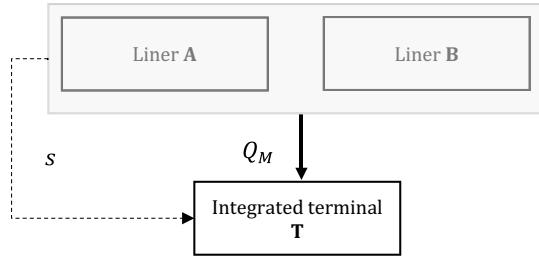 Liner A
Liner B
s
Q_M
Integrated terminal
T